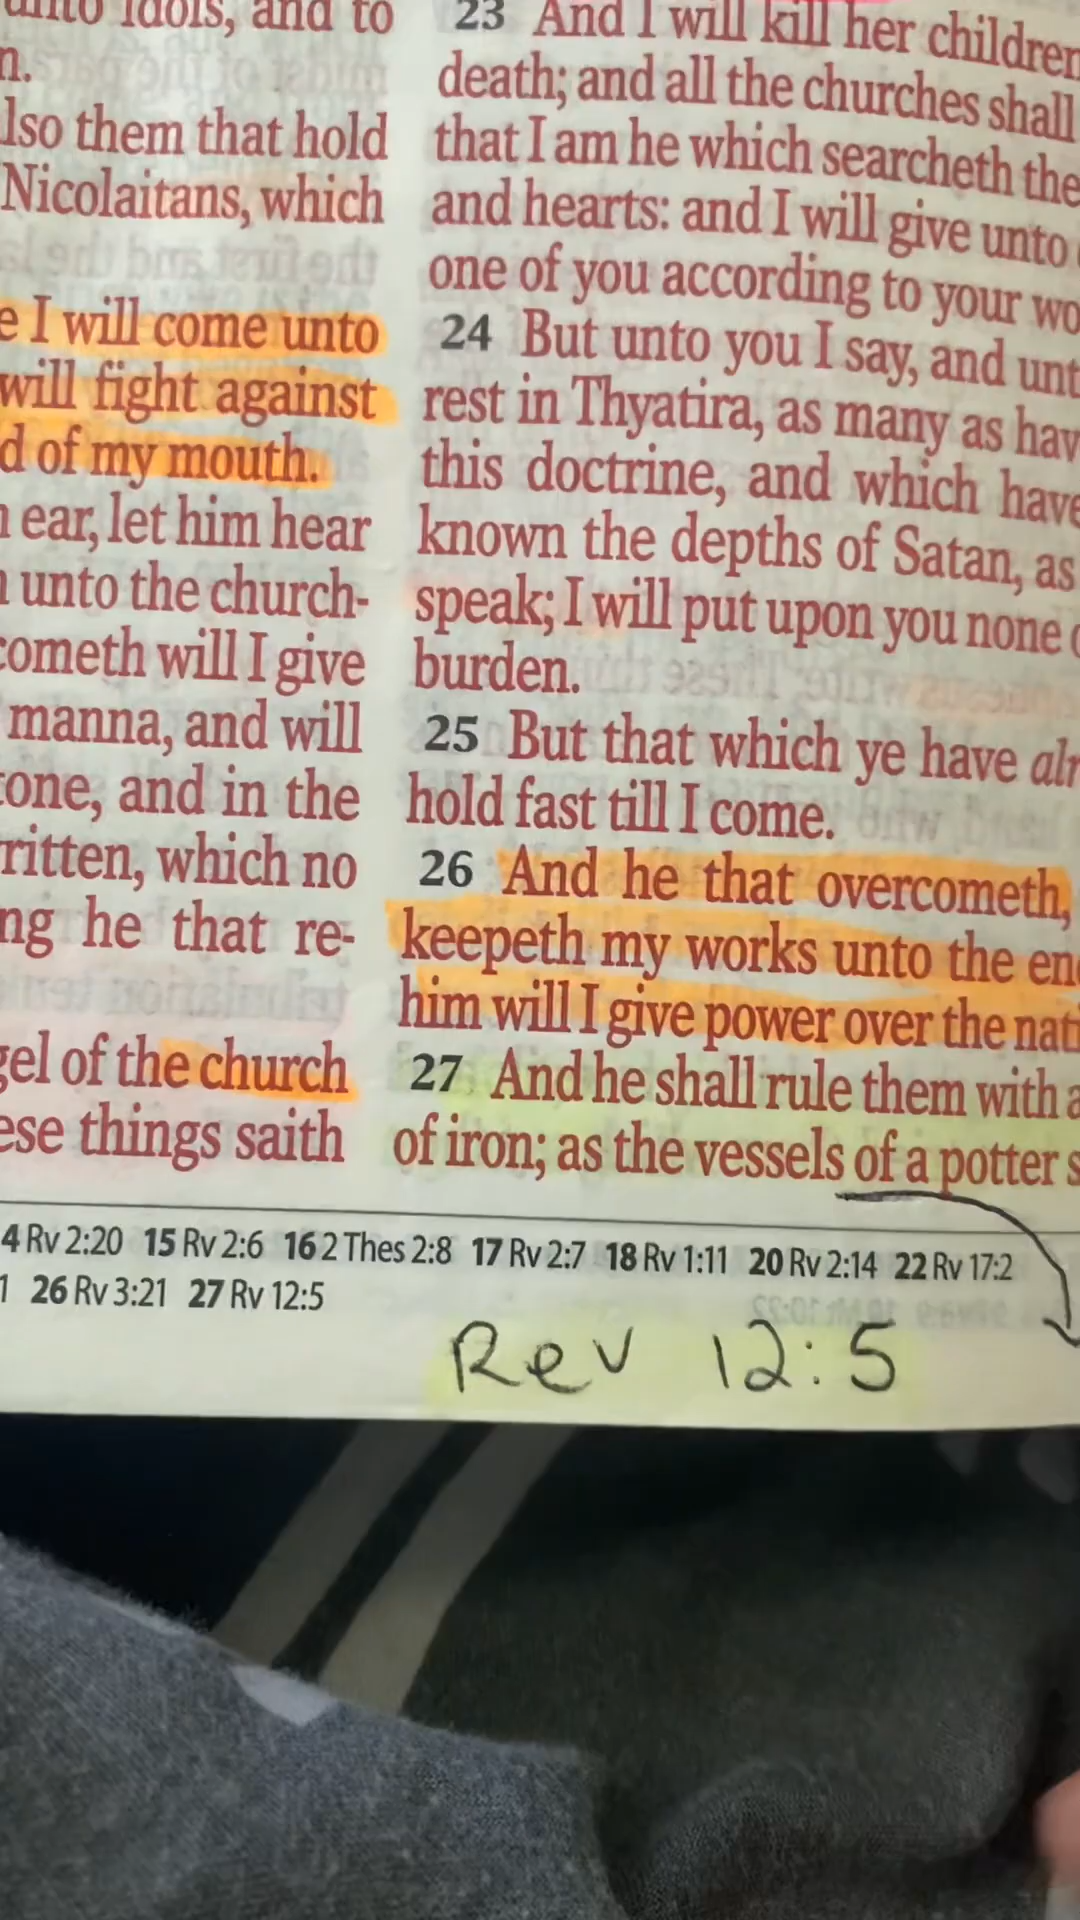 unto idols, and to
n.
lso them that hold
Nicolaitans, which
e I will come unto
will fight against
d of my mouth.
n ear, let him hear
unto the church-
cometh will I give
manna, and will
one, and in the
ritten, which no
ng he that re-
gel of the church
ese things saith
23 And I will kill her children
death; and all the churches shall
that I am he which searcheth the
and hearts: and I will give unto
one of you according to your wo
24 But unto you I say, and unt
rest in Thyatira, as many as hav
this doctrine, and which have
known the depths of Satan, as
speak; I will put upon you none o
burden.
25 But that which ye have alr
hold fast till I come.
26 And he that overcometh,
keepeth my works unto the en
him will I give power over the nati
27 And he shall rule them with a
of iron; as the vessels of a potter s
4 Rv 2:20 15 Rv 2:6 16 2 Thes 2:8 17 Rv 2:7 18 Rv 1:11 20 Rv 2:14 22 Rv 17:2
1 26 Rv 3:21 27 Rv 12:5
Rev 12:5